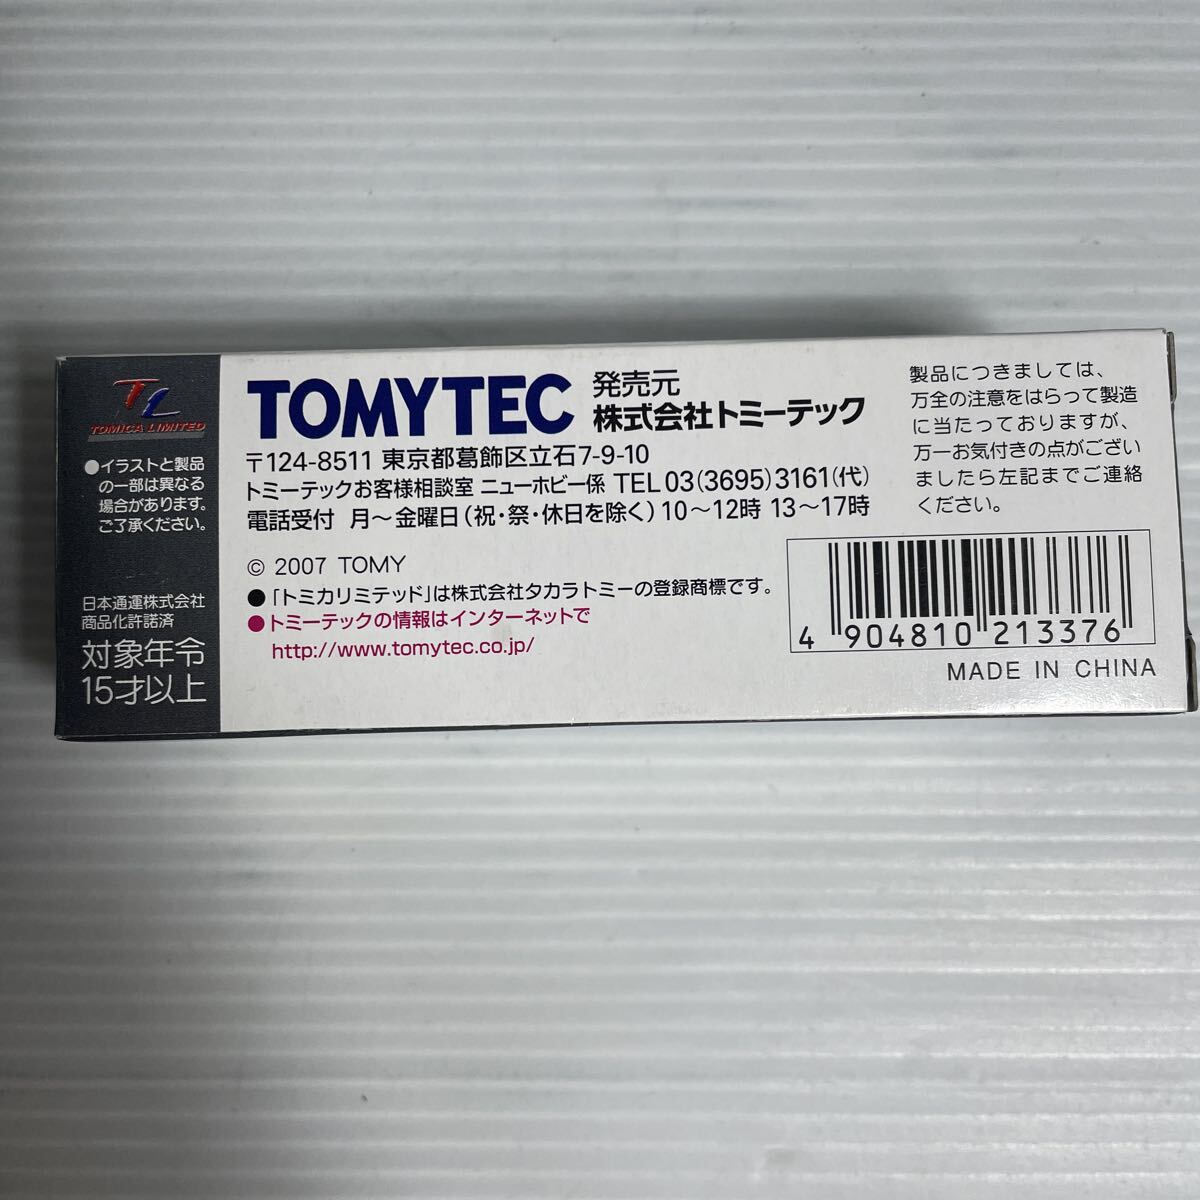 TL
TOMICA LIMITED
●イラストと製品
の一部は異なる
場合があります。
ご了承ください。
日本通運株式会社
商品化許諾済
対象年令
15才以上
TOMYTEC
発売元
株式会社トミーテック
〒124-8511 東京都葛飾区立石7-9-10
トミーテックお客様相談室 ニューホビー係 TEL 03(3695)3161(代)
電話受付 月〜金曜日(祝・祭・休日を除く)10〜12時 13〜17時
© 2007 TOMY
●「トミカリミテッド」は株式会社タカラトミーの登録商標です。
●トミーテックの情報はインターネットで
http://www.tomytec.co.jp/
製品につきましては、
万全の注意をはらって製造
に当たっておりますが、
万一お気付きの点がござい
ましたら左記までご連絡
ください。
4 904810 213376
MADE IN CHINA